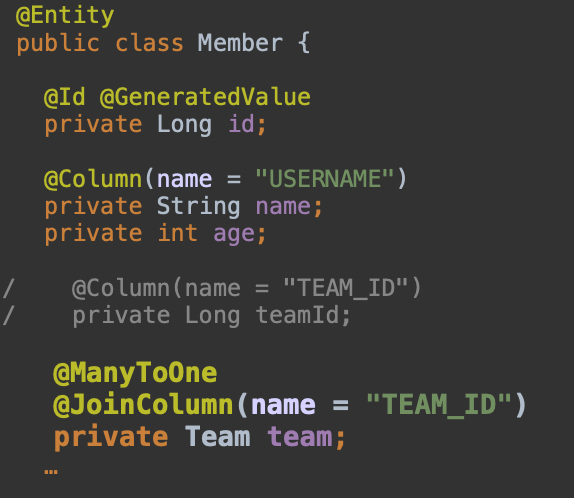 @Entity
public class Member {
@Id @GeneratedValue
private Long id;
@Column(name = "USERNAME")
private String name;
private int age;
/ @Column(name = "TEAM_ID")
/ private Long teamId;
@ManyToOne
@JoinColumn(name = "TEAM_ID")
private Team team;
…